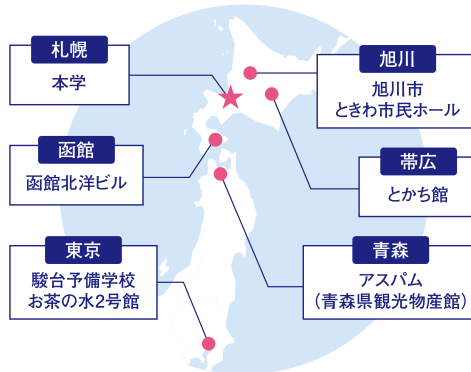 札幌
本学
旭川
旭川市
ときわ市民ホール
函館
函館北洋ビル
帯広
とかち館
東京
駿台予備学校
お茶の水2号館
青森
アスパム
（青森県観光物産館）